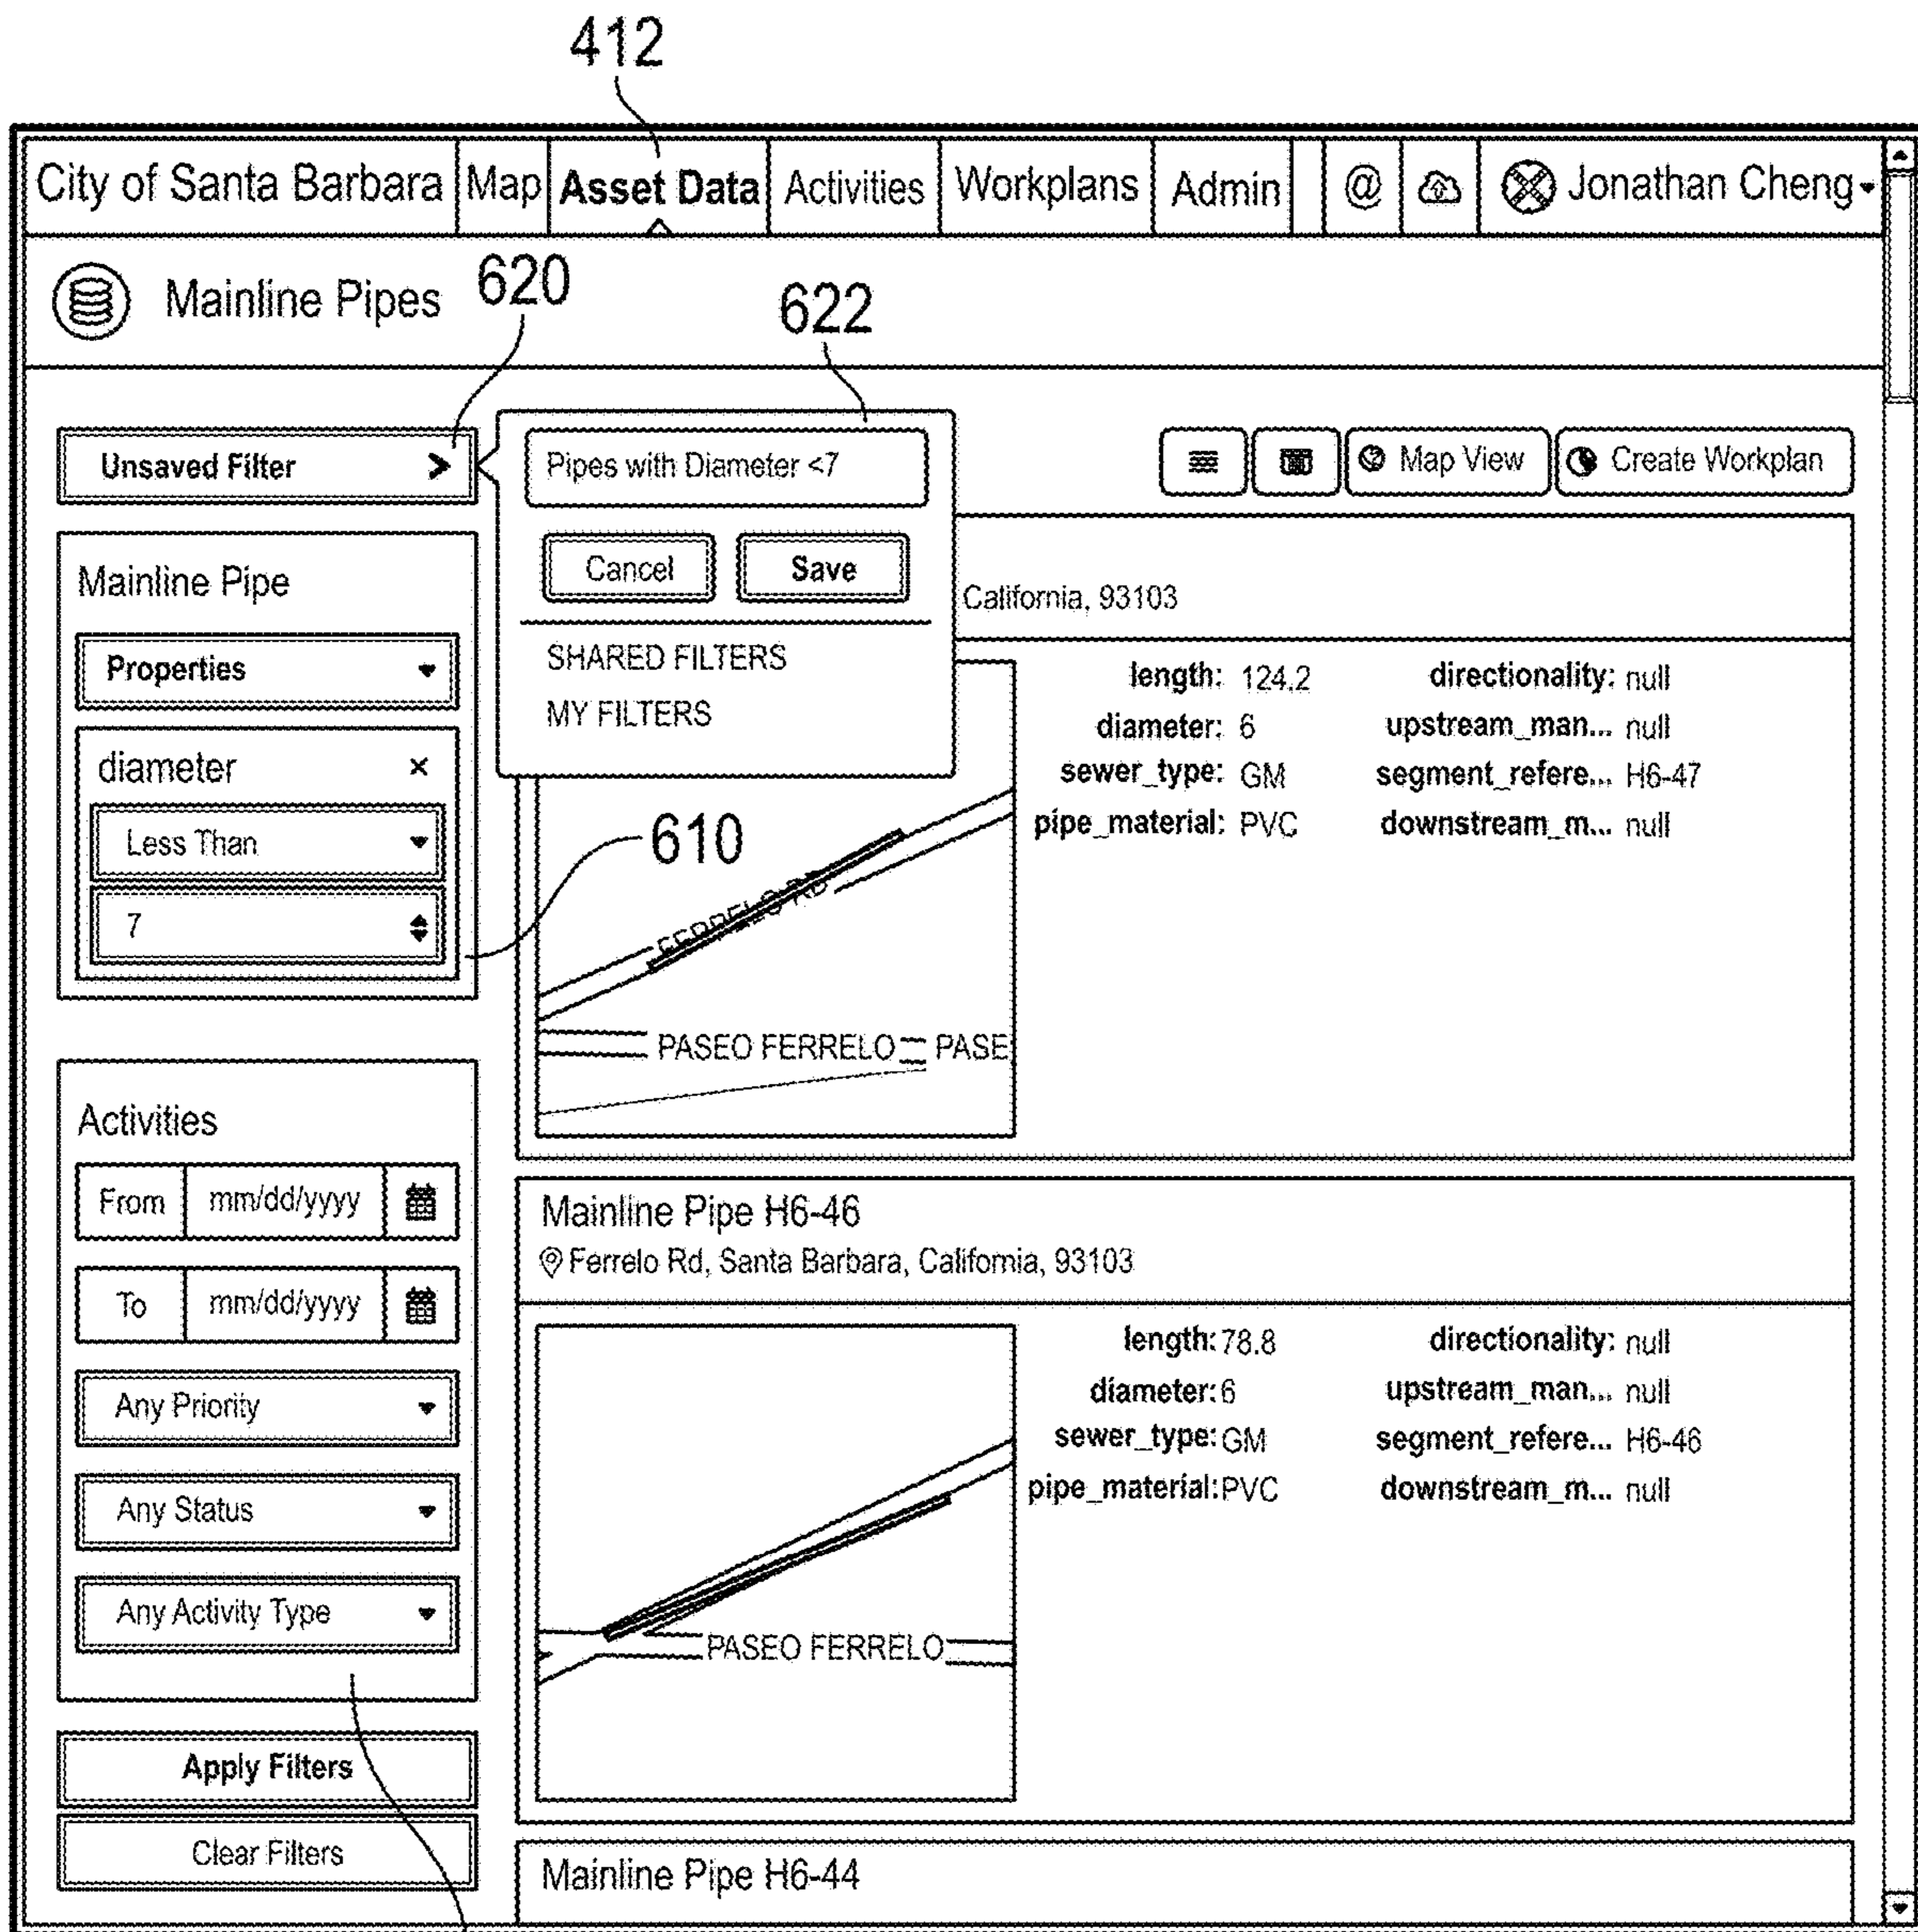 412
City of Santa Barbara Map Asset Data Activities Workplans Admin @ Jonathan Cheng
Mainline Pipes
620
622
Unsaved Filter
Pipes with Diameter <7
Map View
Create Workplan
Cancel
Save
SHARED FILTERS
MY FILTERS
Mainline Pipe
Properties
diameter ×
Less Than
7
610
California, 93103
length: 124.2 directionality: null
diameter: 6 upstream_man... null
sewer_type: GM segment_refere... H6-47
pipe_material: PVC downstream_m... null
FERRELO RD
PASEO FERRELO PASE
Activities
From mm/dd/yyyy
To mm/dd/yyyy
Any Priority
Any Status
Any Activity Type
Apply Filters
Clear Filters
Mainline Pipe H6-46
Ferrelo Rd, Santa Barbara, California, 93103
length: 78.8 directionality: null
diameter: 6 upstream_man... null
sewer_type: GM segment_refere... H6-46
pipe_material: PVC downstream_m... null
PASEO FERRELO
Mainline Pipe H6-44